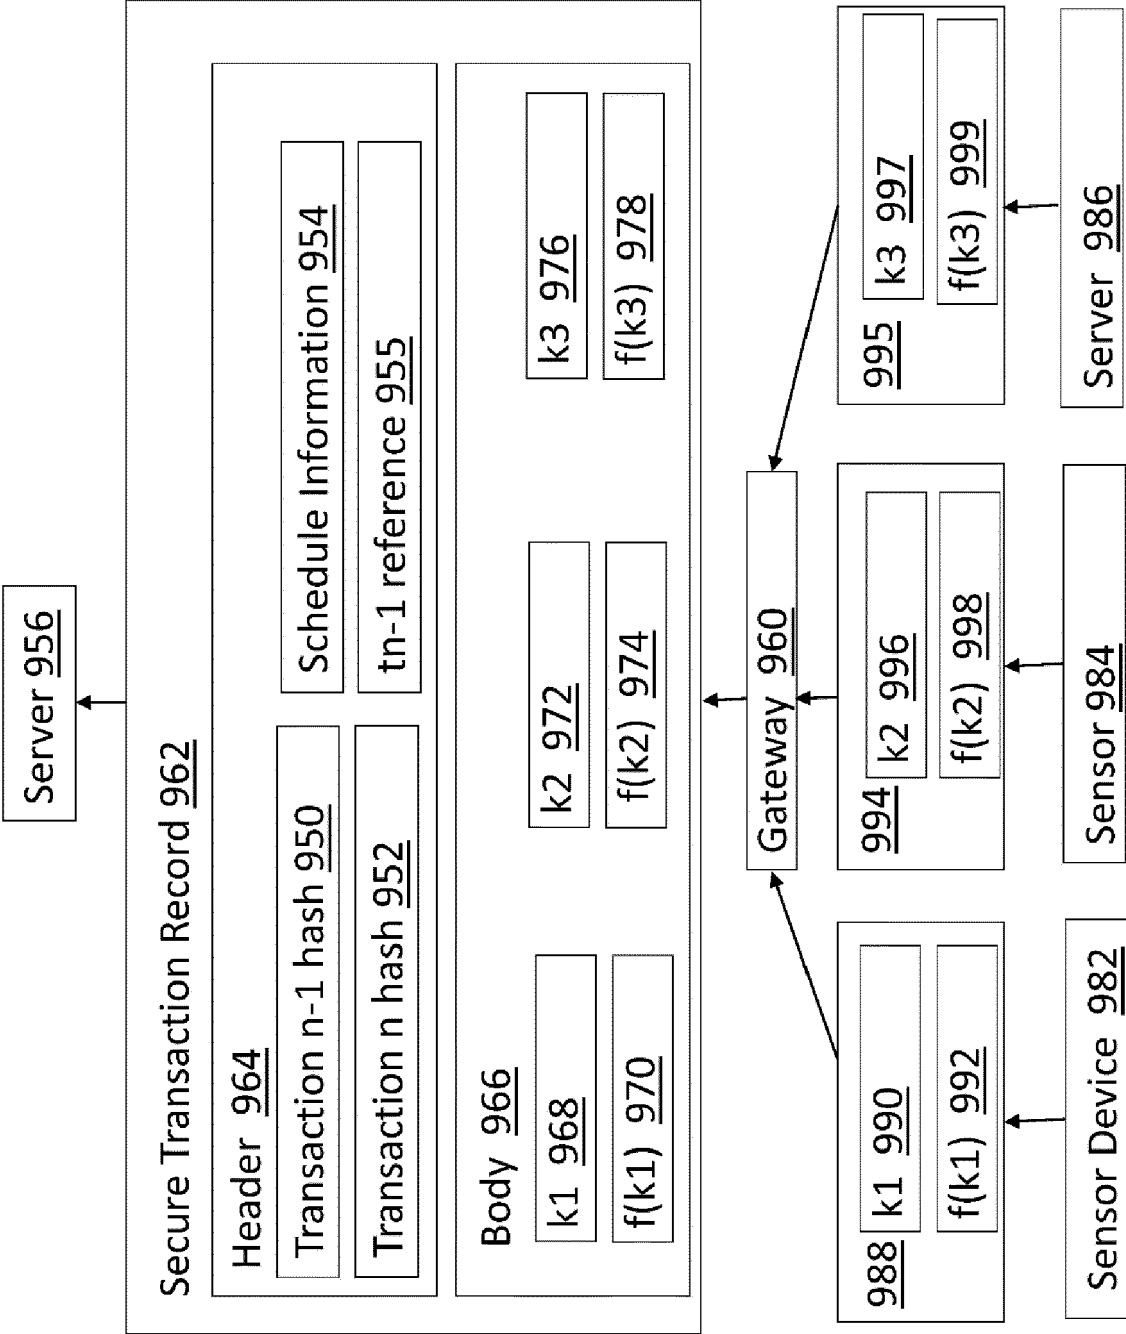 Server 956
Secure Transaction Record 962
Header 964
Transaction n-1 hash 950
Schedule Information 954
Transaction n hash 952
tn-1 reference 955
Body 966
k1 968
k2 972
k3 976
f(k1) 970
f(k2) 974
f(k3) 978
Gateway 960
988
k1 990
f(k1) 992
994
k2 996
f(k2) 998
995
k3 997
f(k3) 999
Sensor Device 982
Sensor 984
Server 986